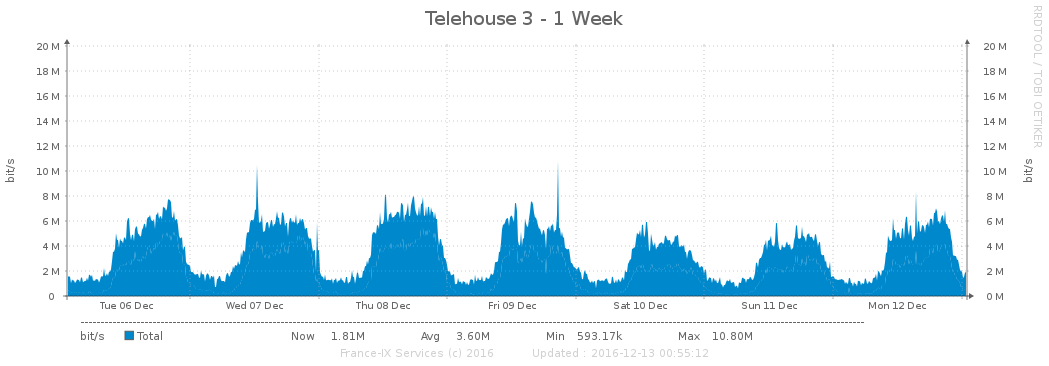 Telehouse 3 - 1 Week
RRDTOOL / TOBI OETIKER
bit/s
20 M 20 M
18 M 18 M
16 M 16 M
14 M 14 M
12 M 12 M
10 M 10 M
8 M 8 M
6 M 6 M
4 M 4 M
2 M 2 M
0 0 M
bit/s
Tue 06 Dec Wed 07 Dec Thu 08 Dec Fri 09 Dec Sat 10 Dec Sun 11 Dec Mon 12 Dec
bit/s Total Now 1.81M Avg 3.60M Min 593.17k Max 10.80M
France-IX Services (c) 2016 Updated : 2016-12-13 00:55:12